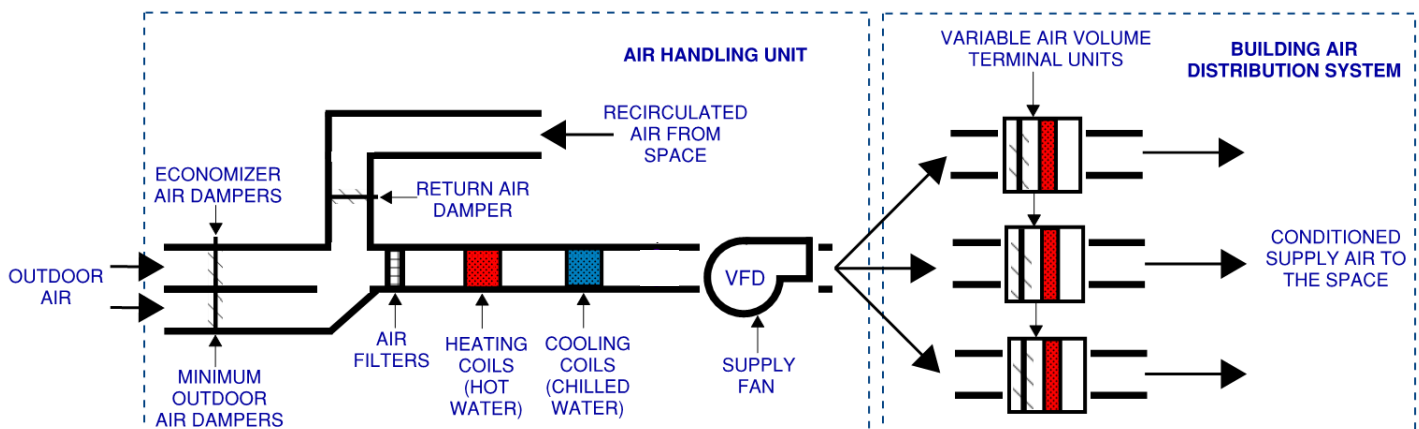 AIR HANDLING UNIT
VARIABLE AIR VOLUME
TERMINAL UNITS
BUILDING AIR
DISTRIBUTION SYSTEM
RECIRCULATED
AIR FROM
SPACE
ECONOMIZER
AIR DAMPERS
RETURN AIR
DAMPER
OUTDOOR
AIR
VFD
CONDITIONED
SUPPLY AIR TO
THE SPACE
MINIMUM
OUTDOOR
AIR DAMPERS
AIR
FILTERS
HEATING
COILS
(HOT
WATER)
COOLING
COILS
(CHILLED
WATER)
SUPPLY
FAN